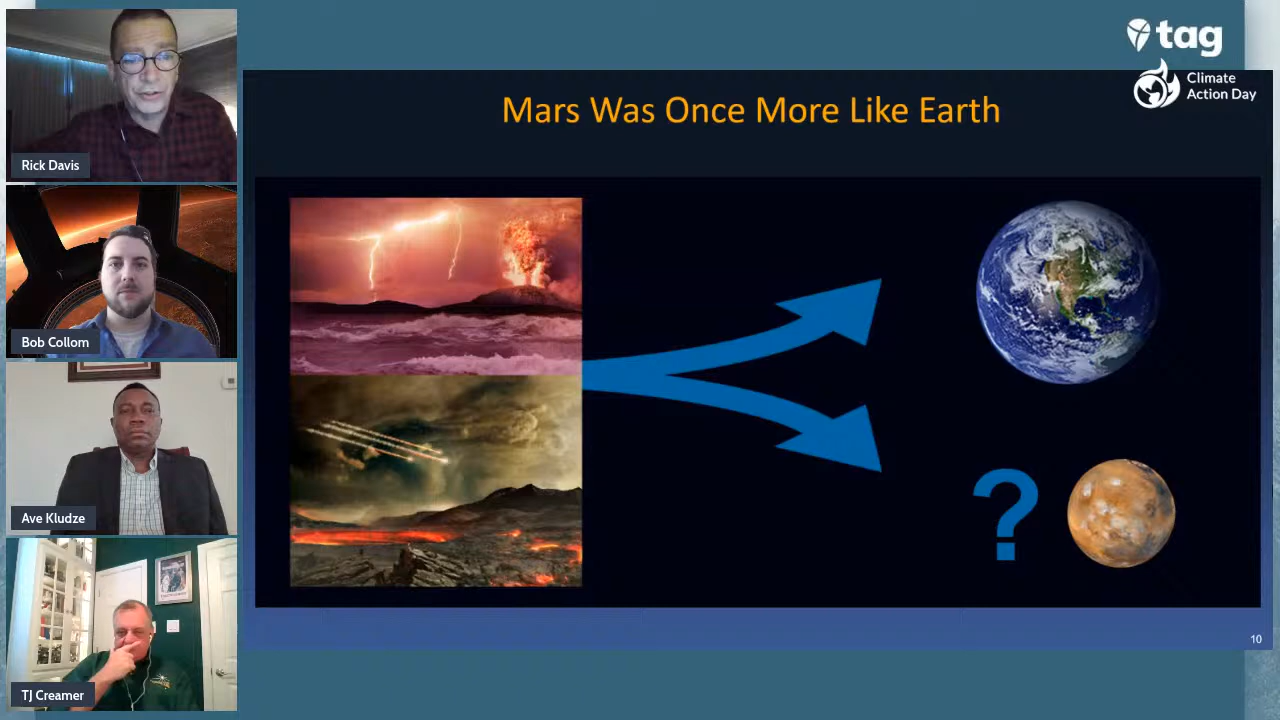 Rick Davis
Bob Collom
Ave Kludze
TJ Creamer
tag
Climate
Action Day
Mars Was Once More Like Earth
?
10